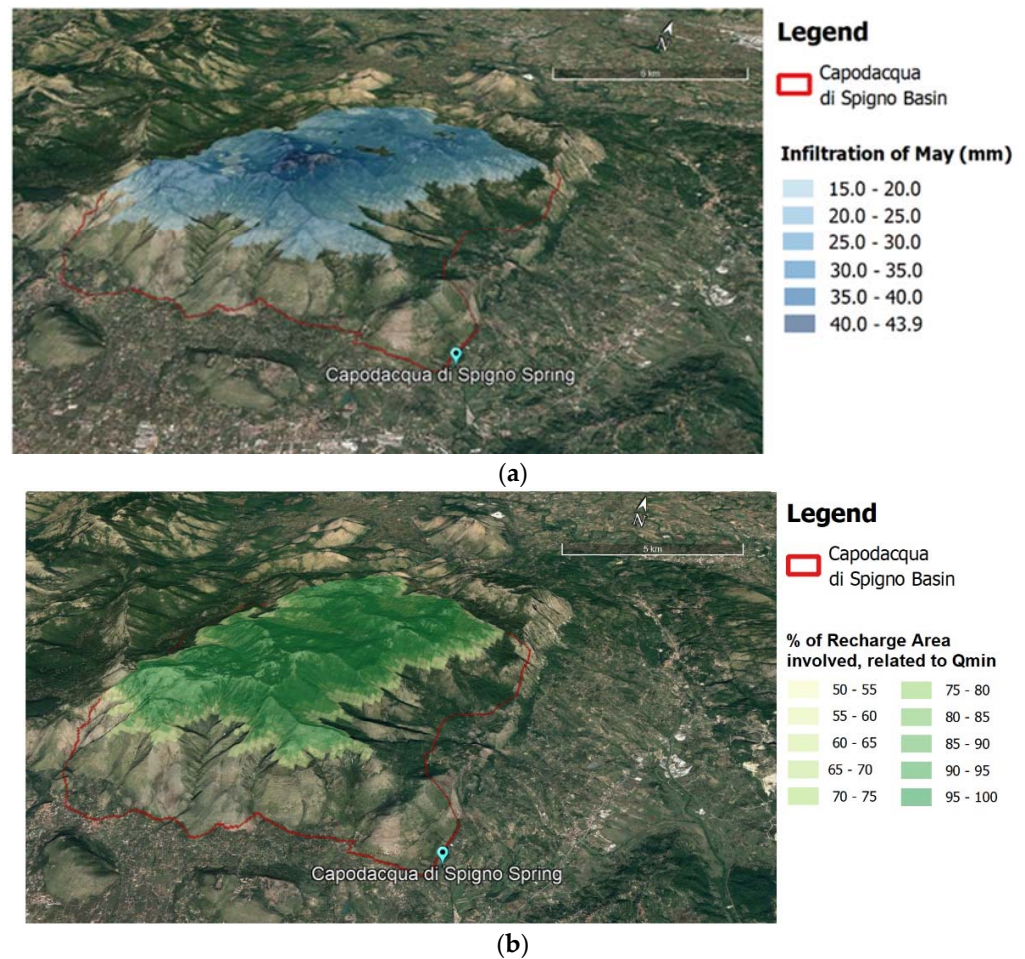 N
5 km
Capodacqua di Spigno Spring
Legend
Capodacqua
di Spigno Basin
Infiltration of May (mm)
15.0 - 20.0
20.0 - 25.0
25.0 - 30.0
30.0 - 35.0
35.0 - 40.0
40.0 - 43.9
(a)
N
5 km
Capodacqua di Spigno Spring
Legend
Capodacqua
di Spigno Basin
% of Recharge Area
involved, related to Qmin
50 - 55
55 - 60
60 - 65
65 - 70
70 - 75
75 - 80
80 - 85
85 - 90
90 - 95
95 - 100
(b)